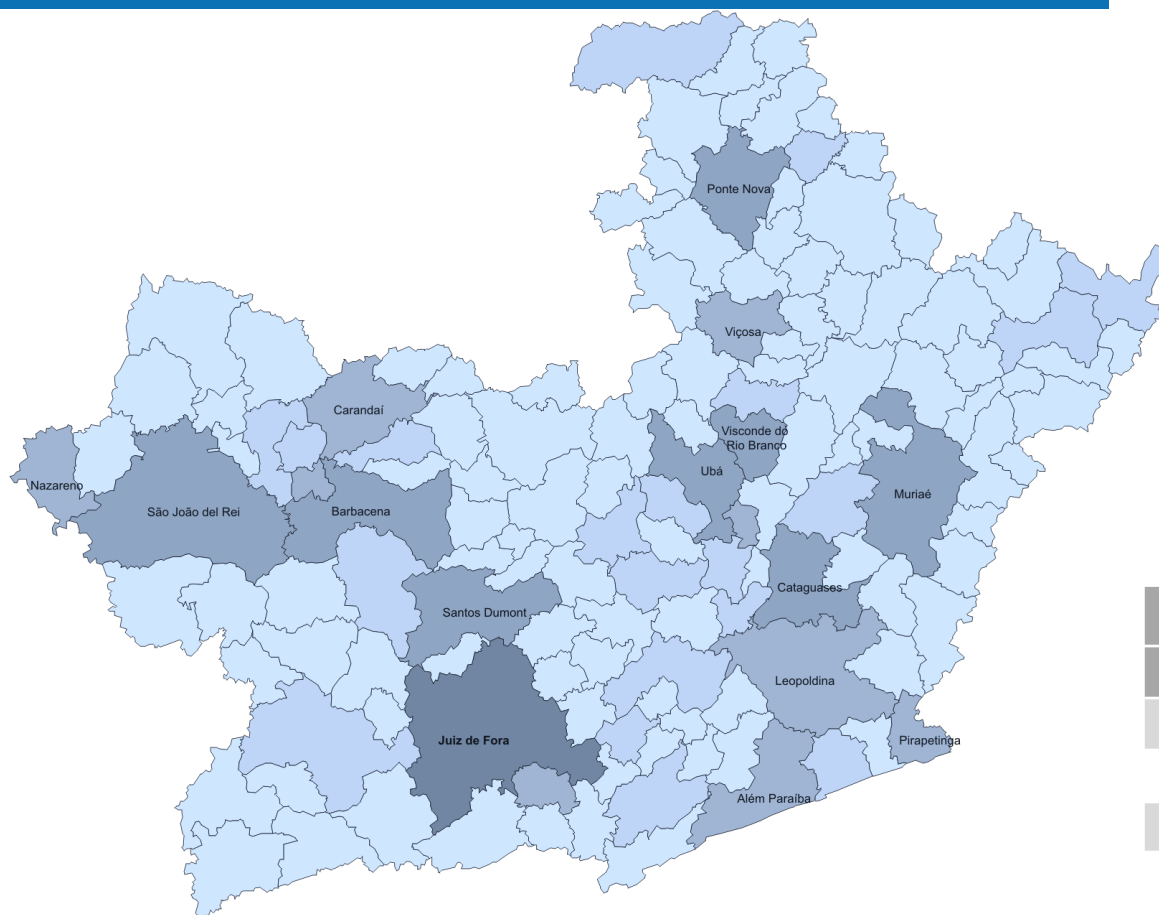 Ponte Nova
Viçosa
Carandaí
Visconde do
Rio Branco
Ubá
Nazareno
São João del Rei
Barbacena
Muriaé
Cataguases
Santos Dumont
Leopoldina
Juiz de Fora
Pirapetinga
Além Paraíba